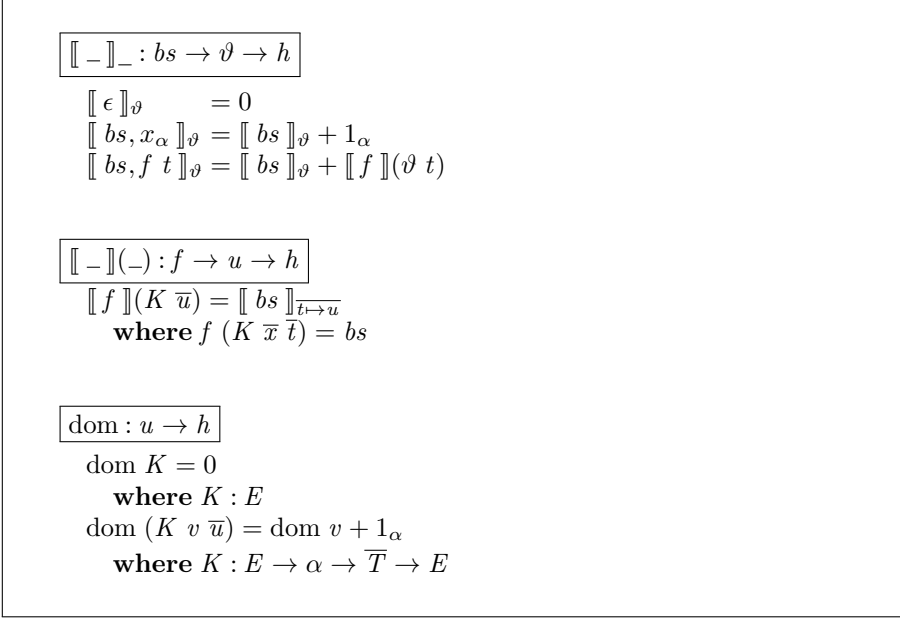 ⟦ _ ⟧_ : bs → ϑ → h
⟦ ϵ ⟧_ϑ = 0
⟦ bs, x_α ⟧_ϑ = ⟦ bs ⟧_ϑ + 1_α
⟦ bs, f t ⟧_ϑ = ⟦ bs ⟧_ϑ + ⟦ f ⟧(ϑ t)
⟦ _ ⟧(_) : f → u → h
⟦ f ⟧(K u̅) = ⟦ bs ⟧_{\overline{t↦u}}
where f (K x̅ t̅) = bs
dom : u → h
dom K = 0
where K : E
dom (K v u̅) = dom v + 1_α
where K : E → α → T̅ → E